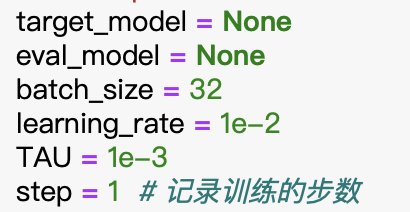 target_model = None
eval_model = None
batch_size = 32
learning_rate = 1e-2
TAU = 1e-3
step = 1  # 记录训练的步数